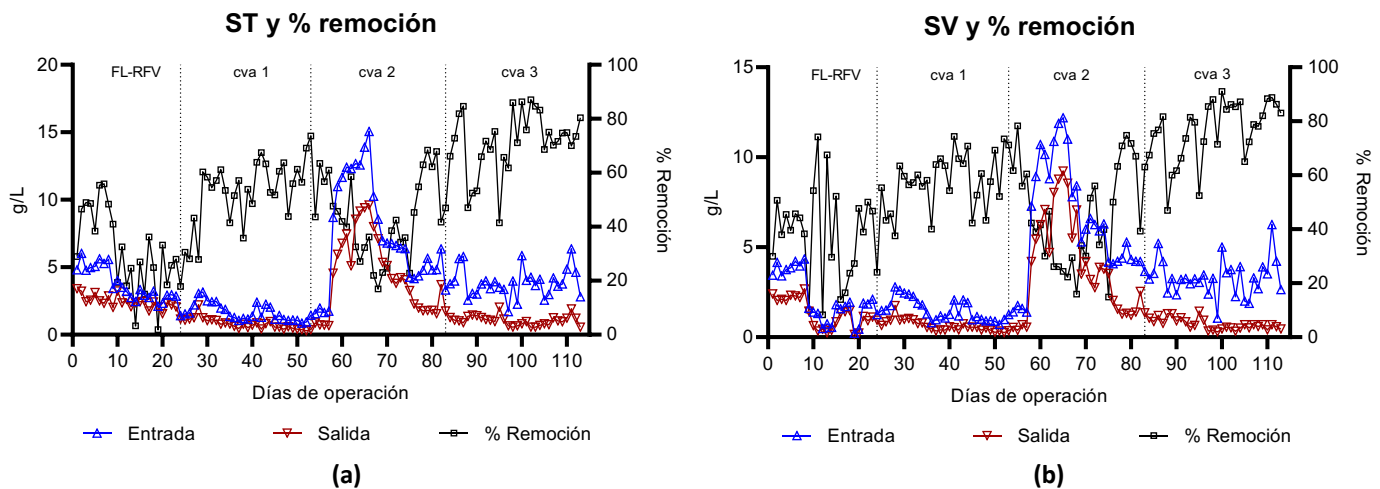 ST y % remoción
FL-RFV cva 1 cva 2 cva 3
20
15
10
5
0
g/L
100
80
60
40
20
0
% Remoción
0 10 20 30 40 50 60 70 80 90 100 110
Días de operación
Entrada Salida % Remoción
(a)
SV y % remoción
FL-RFV cva 1 cva 2 cva 3
15
10
5
0
g/L
100
80
60
40
20
0
% Remoción
0 10 20 30 40 50 60 70 80 90 100 110
Días de operación
Entrada Salida % Remoción
(b)